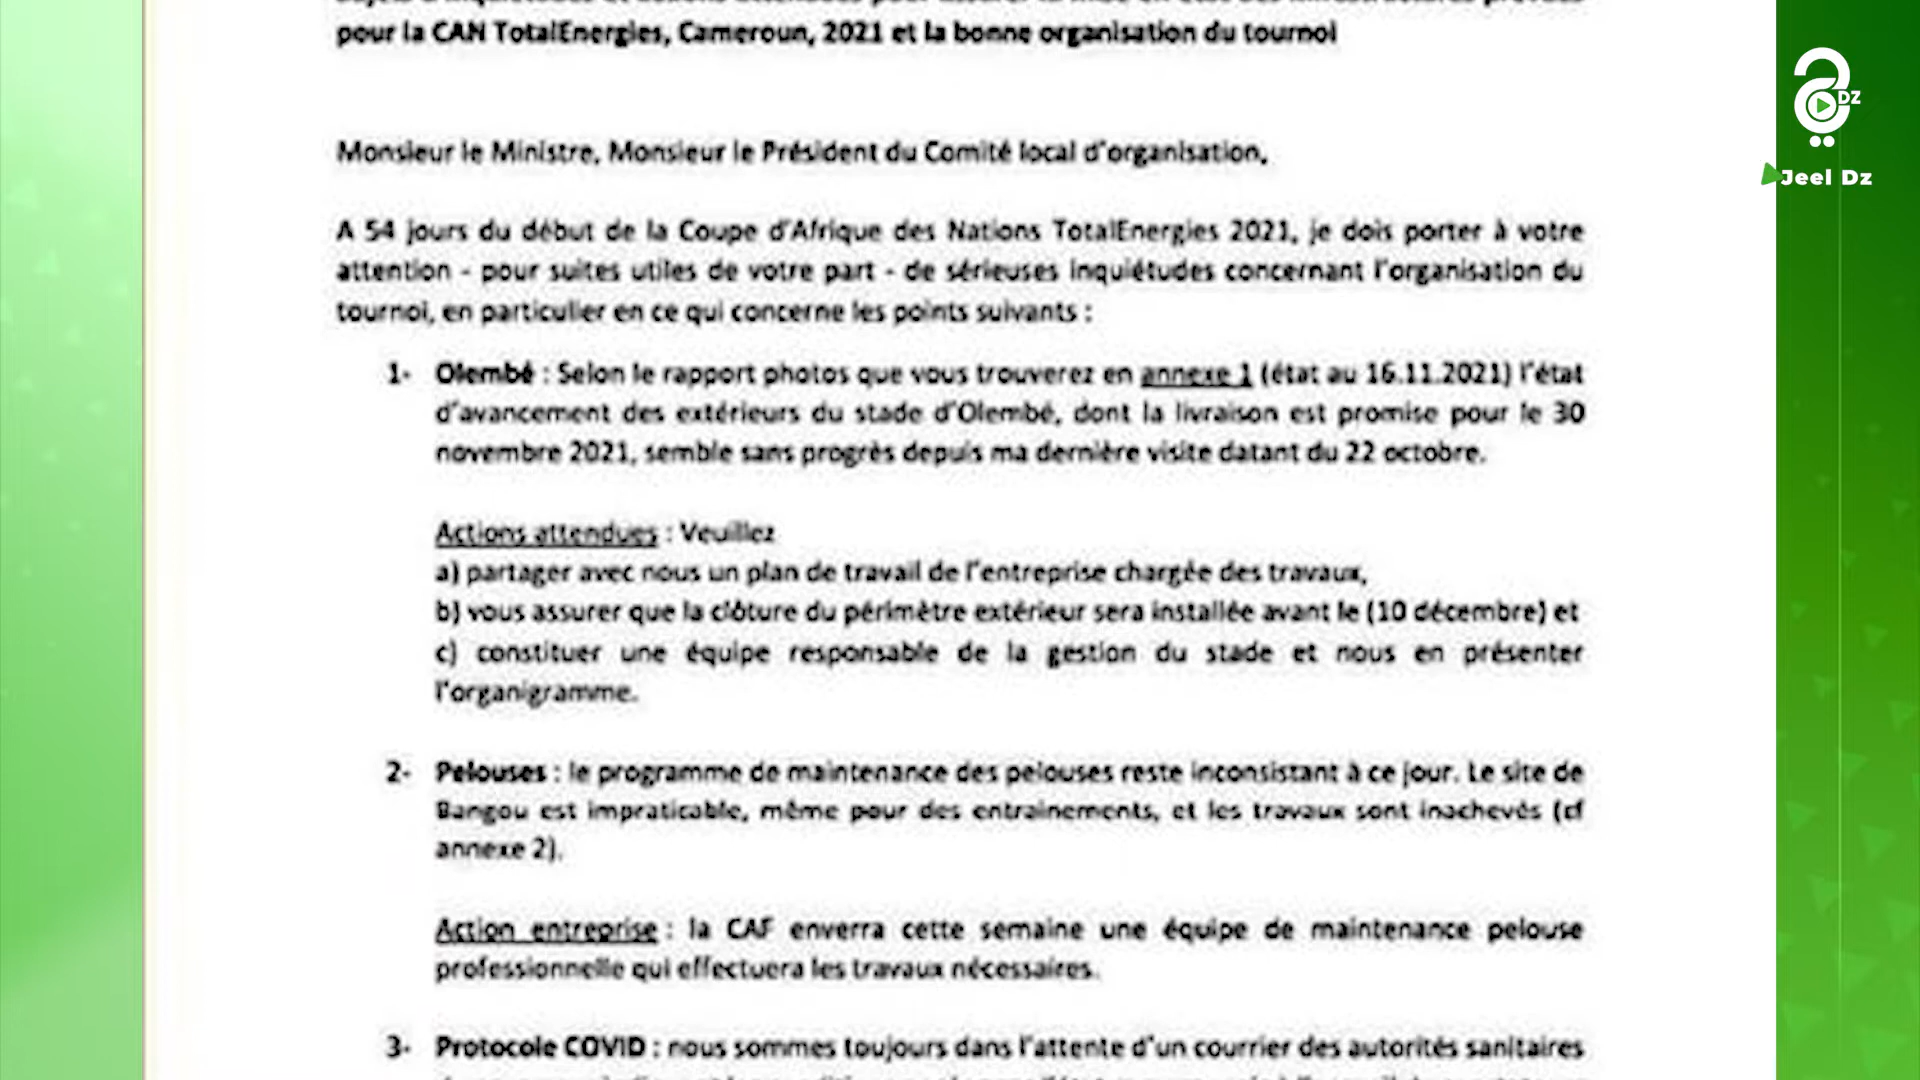 pour la CAN TotalEnergies, Cameroun, 2021 et la bonne organisation du tournoi
Monsieur le Ministre, Monsieur le Président du Comité local d'organisation,
A 54 jours du début de la Coupe d'Afrique des Nations TotalEnergies 2021, je dois porter à votre
attention - pour suites utiles de votre part - de sérieuses inquiétudes concernant l'organisation du
tournoi, en particulier en ce qui concerne les points suivants :
1- Olembé : Selon le rapport photos que vous trouverez en annexe 1 (état au 16.11.2021) l'état
d'avancement des extérieurs du stade d'Olembé, dont la livraison est promise pour le 30
novembre 2021, semble sans progrès depuis ma dernière visite datant du 22 octobre.
Actions attendues : Veuillez
a) partager avec nous un plan de travail de l'entreprise chargée des travaux,
b) vous assurer que la clôture du périmètre extérieur sera installée avant le (10 décembre) et
c) constituer une équipe responsable de la gestion du stade et nous en présenter
l'organigramme.
2- Pelouses : le programme de maintenance des pelouses reste inconsistant à ce jour. Le site de
Bangou est impraticable, même pour des entrainements, et les travaux sont inachevés (cf
annexe 2).
Action entreprise : la CAF enverra cette semaine une équipe de maintenance pelouse
professionnelle qui effectuera les travaux nécessaires.
3- Protocole COVID : nous sommes toujours dans l'attente d'un courrier des autorités sanitaires
DZ
Jeel Dz